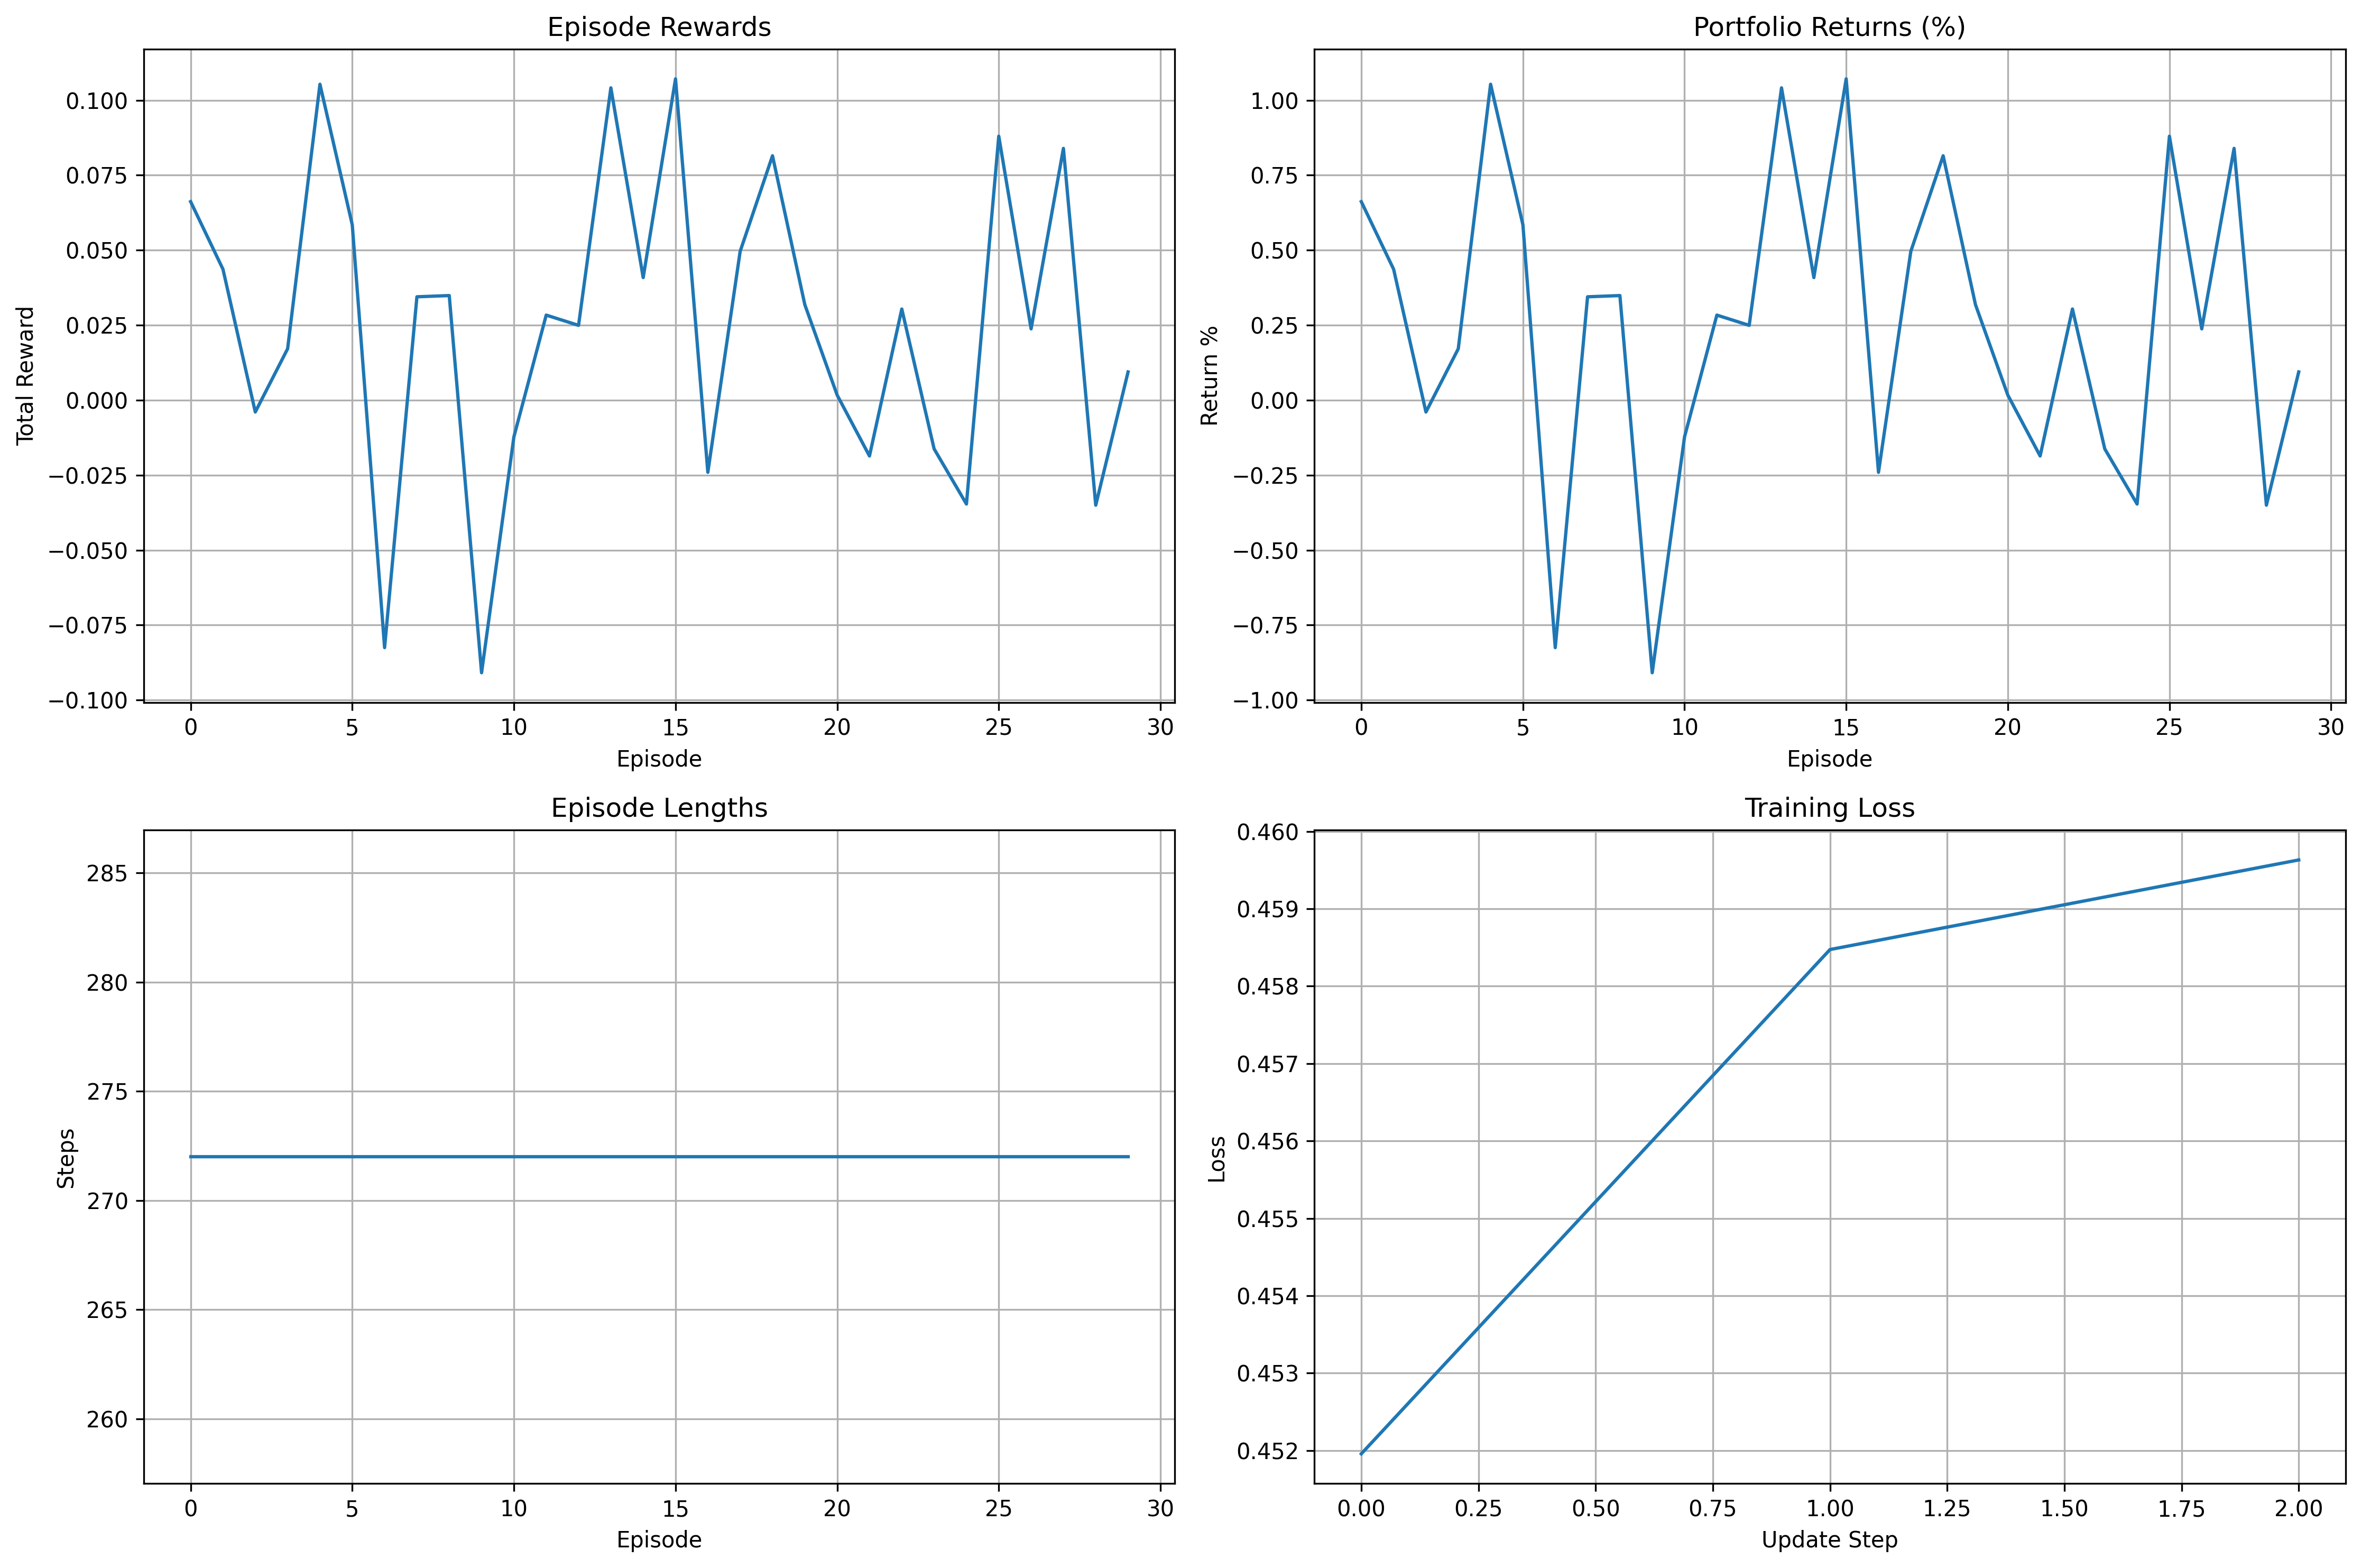 Episode Rewards
Total Reward
0.100
0.075
0.050
0.025
0.000
−0.025
−0.050
−0.075
−0.100
0 5 10 15 20 25 30
Episode
Portfolio Returns (%)
Return %
1.00
0.75
0.50
0.25
0.00
−0.25
−0.50
−0.75
−1.00
0 5 10 15 20 25 30
Episode
Episode Lengths
Steps
285
280
275
270
265
260
0 5 10 15 20 25 30
Episode
Training Loss
Loss
0.460
0.459
0.458
0.457
0.456
0.455
0.454
0.453
0.452
0.00 0.25 0.50 0.75 1.00 1.25 1.50 1.75 2.00
Update Step